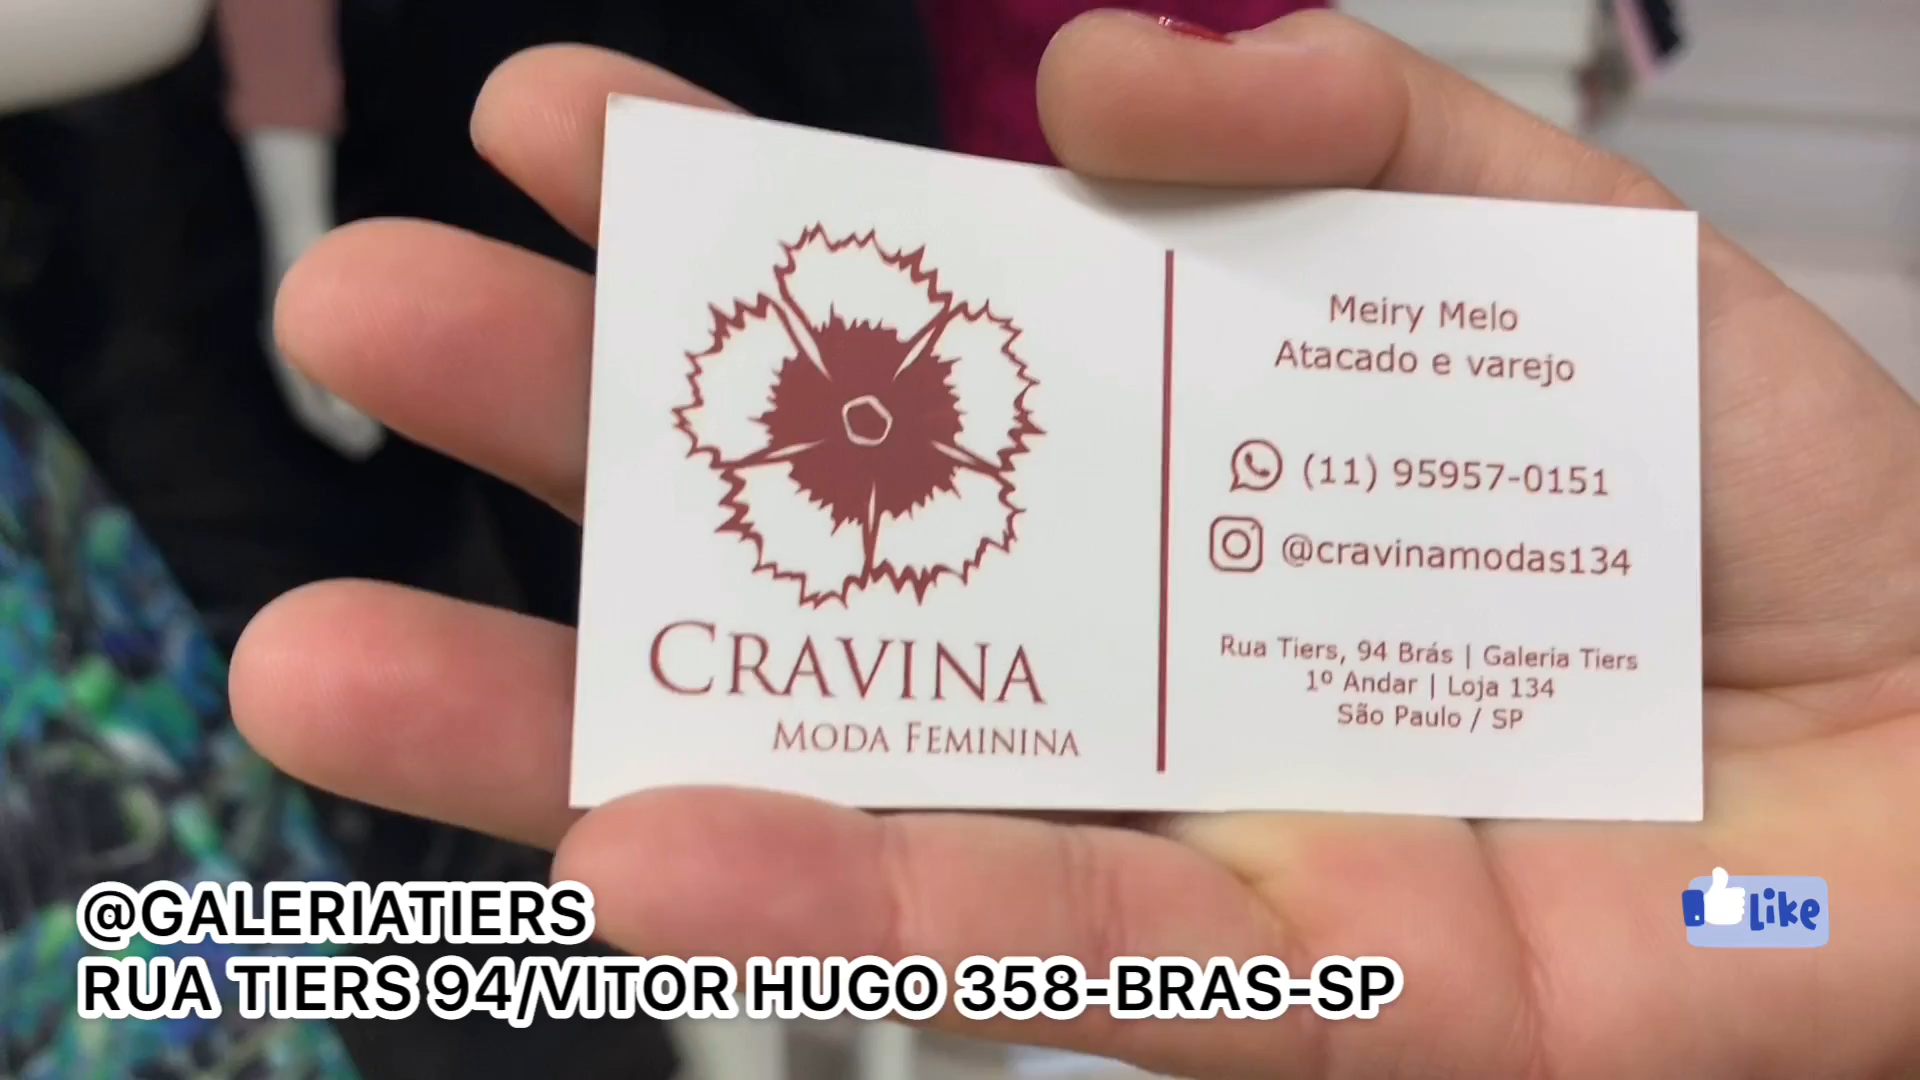 CRAVINA
MODA FEMININA
Meiry Melo
Atacado e varejo
(11) 95957-0151
@cravinamodas134
Rua Tiers, 94 Brás | Galeria Tiers
1º Andar | Loja 134
São Paulo / SP
@GALERIATIERS
RUA TIERS 94/VITOR HUGO 358-BRAS-SP
Like